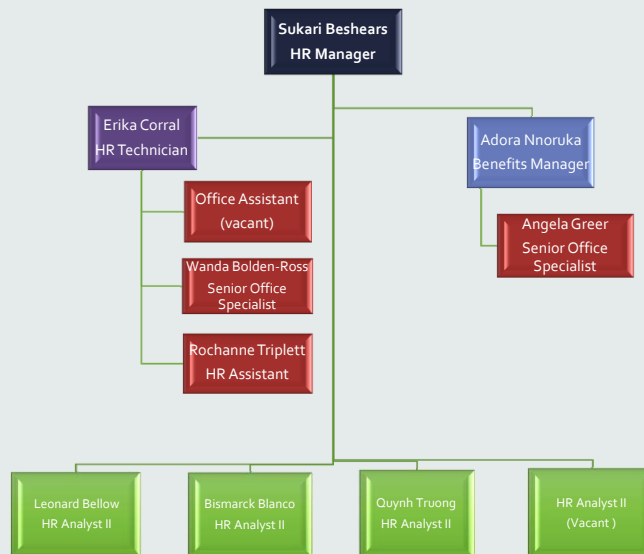 Sukari Beshears
HR Manager
Erika Corral
HR Technician
Adora Nnoruka
Benefits Manager
Office Assistant
(vacant)
Angela Greer
Senior Office
Specialist
Wanda Bolden-Ross
Senior Office
Specialist
Rochanne Triplett
HR Assistant
Leonard Bellow
HR Analyst II
Bismarck Blanco
HR Analyst II
Quynh Truong
HR Analyst II
HR Analyst II
(Vacant )